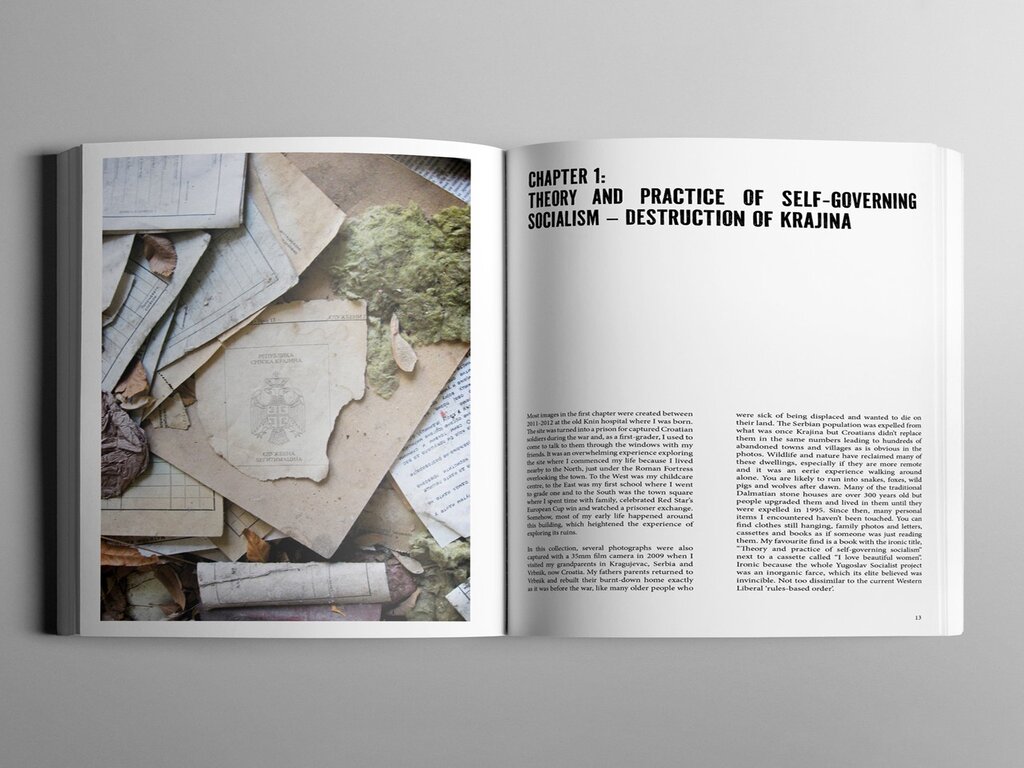 РЕПУБЛИКА
СРПСКА КРАЈИНА
СЛУЖБЕНА
ЛЕГИТИМАЦИЈА
CHAPTER 1:
THEORY AND PRACTICE OF SELF-GOVERNING
SOCIALISM – DESTRUCTION OF KRAJINA
Most images in the first chapter were created between
2011-2012 at the old Knin hospital where I was born.
The site was turned into a prison for captured Croatian
soldiers during the war and, as a first-grader, I used to
come to talk to them through the windows with my
friends. It was an overwhelming experience exploring
the site where I commenced my life because I lived
nearby to the North, just under the Roman Fortress
overlooking the town. To the West was my childcare
centre, to the East was my first school where I went
to grade one and to the South was the town square
where I spent time with family, celebrated Red Star's
European Cup win and watched a prisoner exchange.
Somehow, most of my early life happened around
this building, which heightened the experience of
exploring its ruins.
In this collection, several photographs were also
captured with a 35mm film camera in 2009 when I
visited my grandparents in Kragujevac, Serbia and
Vrbnik, now Croatia. My fathers parents returned to
Vrbnik and rebuilt their burnt-down home exactly
as it was before the war, like many older people who
were sick of being displaced and wanted to die on
their land. The Serbian population was expelled from
what was once Krajina but Croatians didn't replace
them in the same numbers leading to hundreds of
abandoned towns and villages as is obvious in the
photos. Wildlife and nature have reclaimed many of
these dwellings, especially if they are more remote
and it was an eerie experience walking around
alone. You are likely to run into snakes, foxes, wild
pigs and wolves after dawn. Many of the traditional
Dalmatian stone houses are over 300 years old but
people upgraded them and lived in them until they
were expelled in 1995. Since then, many personal
items I encountered haven't been touched. You can
find clothes still hanging, family photos and letters,
cassettes and books as if someone was just reading
them. My favourite find is a book with the ironic title,
"Theory and practice of self-governing socialism"
next to a cassette called "I love beautiful women".
Ironic because the whole Yugoslav Socialist project
was an inorganic farce, which its elite believed was
invincible. Not too dissimilar to the current Western
Liberal 'rules-based order'.
13